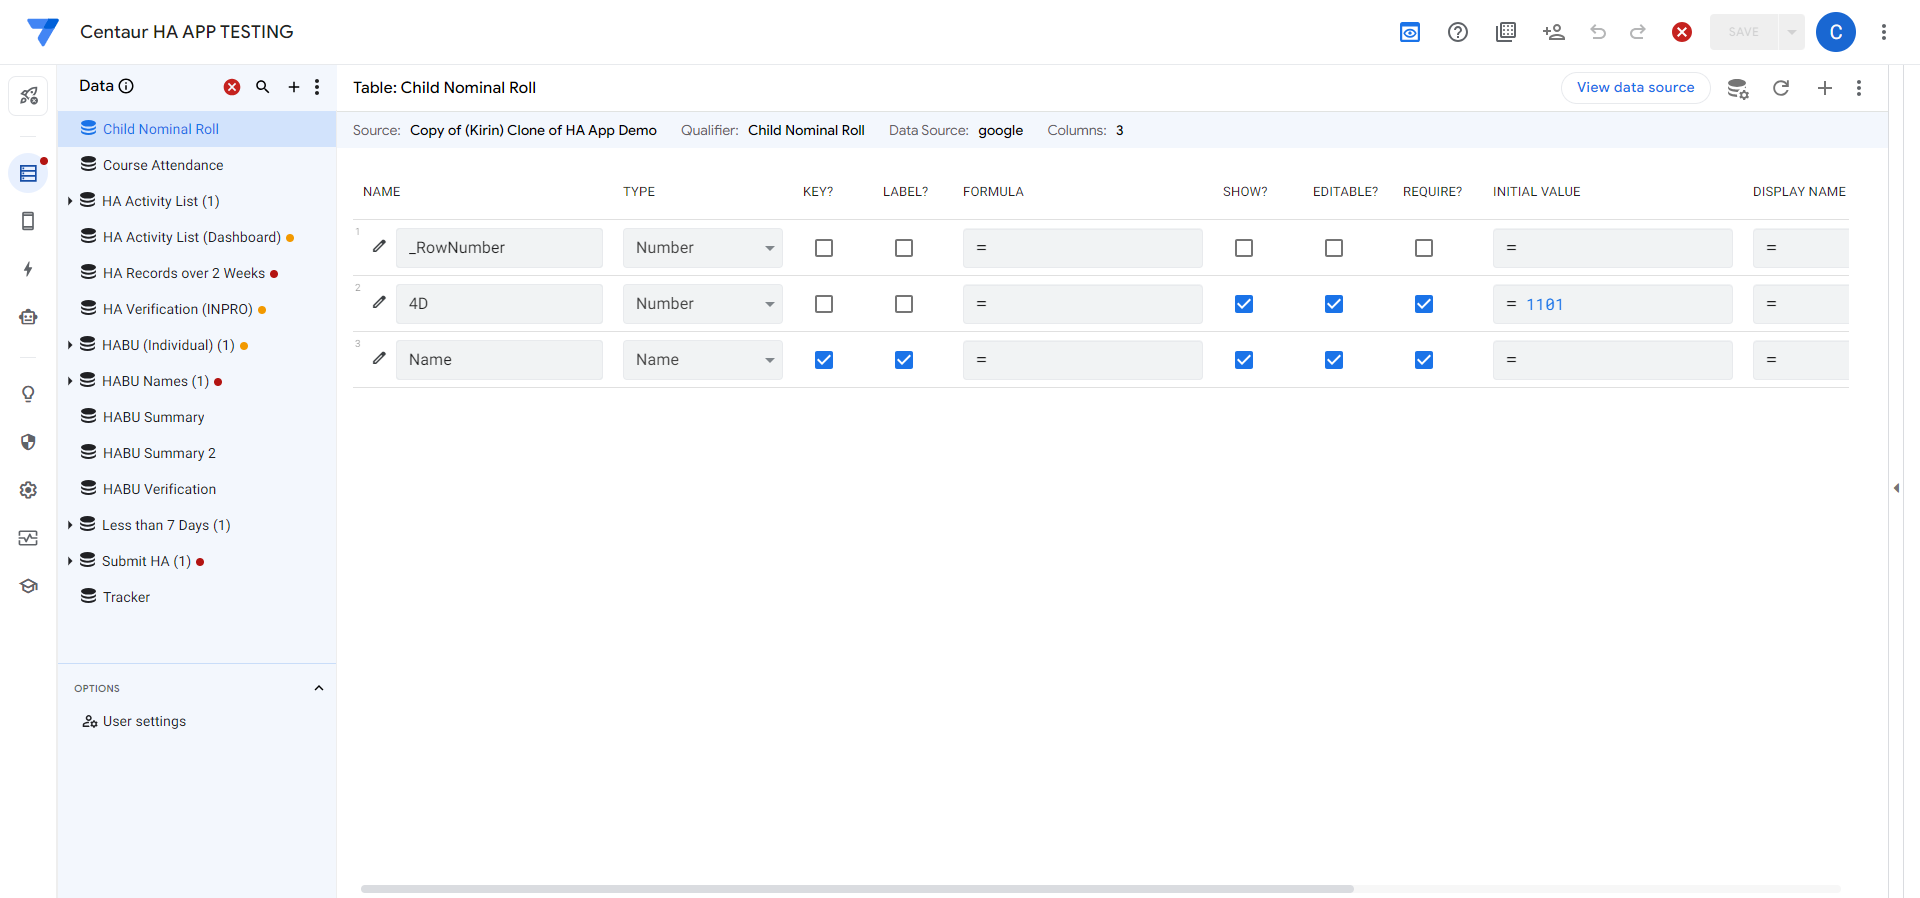 Centaur HA APP TESTING
SAVE
C
Data
Child Nominal Roll
Course Attendance
HA Activity List (1)
HA Activity List (Dashboard)
HA Records over 2 Weeks
HA Verification (INPRO)
HABU (Individual) (1)
HABU Names (1)
HABU Summary
HABU Summary 2
HABU Verification
Less than 7 Days (1)
Submit HA (1)
Tracker
OPTIONS
User settings
Table: Child Nominal Roll
View data source
Source: Copy of (Kirin) Clone of HA App Demo Qualifier: Child Nominal Roll Data Source: google Columns: 3
NAME TYPE KEY? LABEL? FORMULA SHOW? EDITABLE? REQUIRE? INITIAL VALUE DISPLAY NAME
1 _RowNumber Number = = =
2 4D Number = = 1101 =
3 Name Name = = =